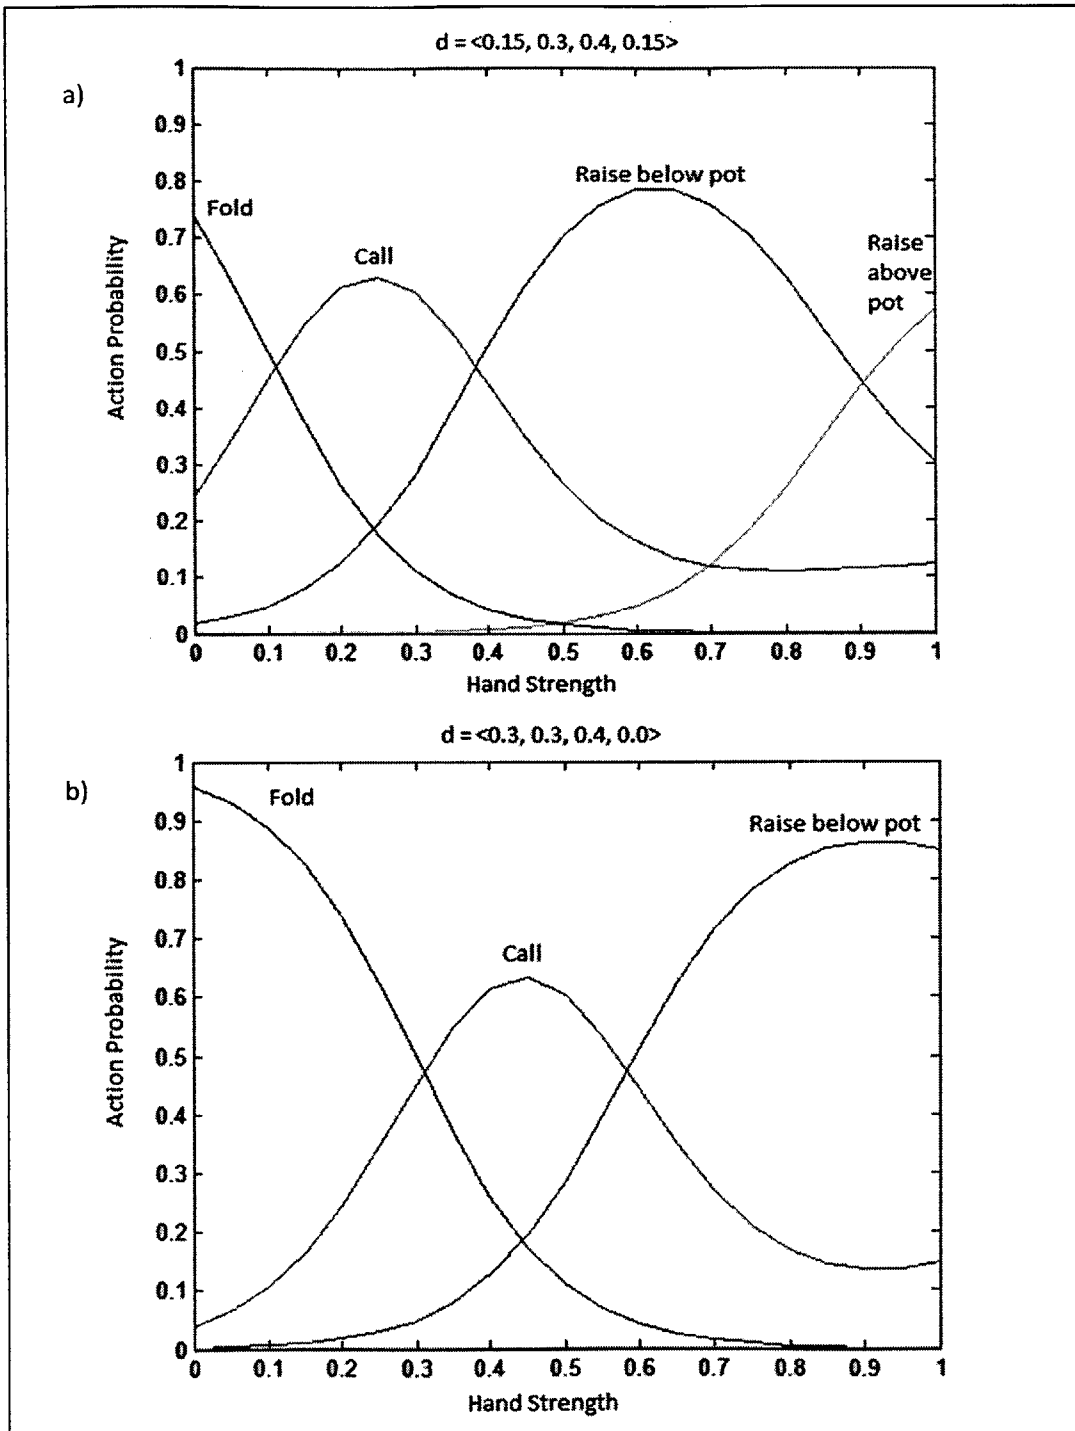 d = <0.15, 0.3, 0.4, 0.15>
a)
1
0.9
0.8
0.7
0.6
0.5
0.4
0.3
0.2
0.1
0
Action Probability
Fold
Call
Raise below pot
Raise
above
pot
0 0.1 0.2 0.3 0.4 0.5 0.6 0.7 0.8 0.9 1
Hand Strength
d = <0.3, 0.3, 0.4, 0.0>
b)
1
0.9
0.8
0.7
0.6
0.5
0.4
0.3
0.2
0.1
0
Action Probability
Fold
Call
Raise below pot
0 0.1 0.2 0.3 0.4 0.5 0.6 0.7 0.8 0.9 1
Hand Strength